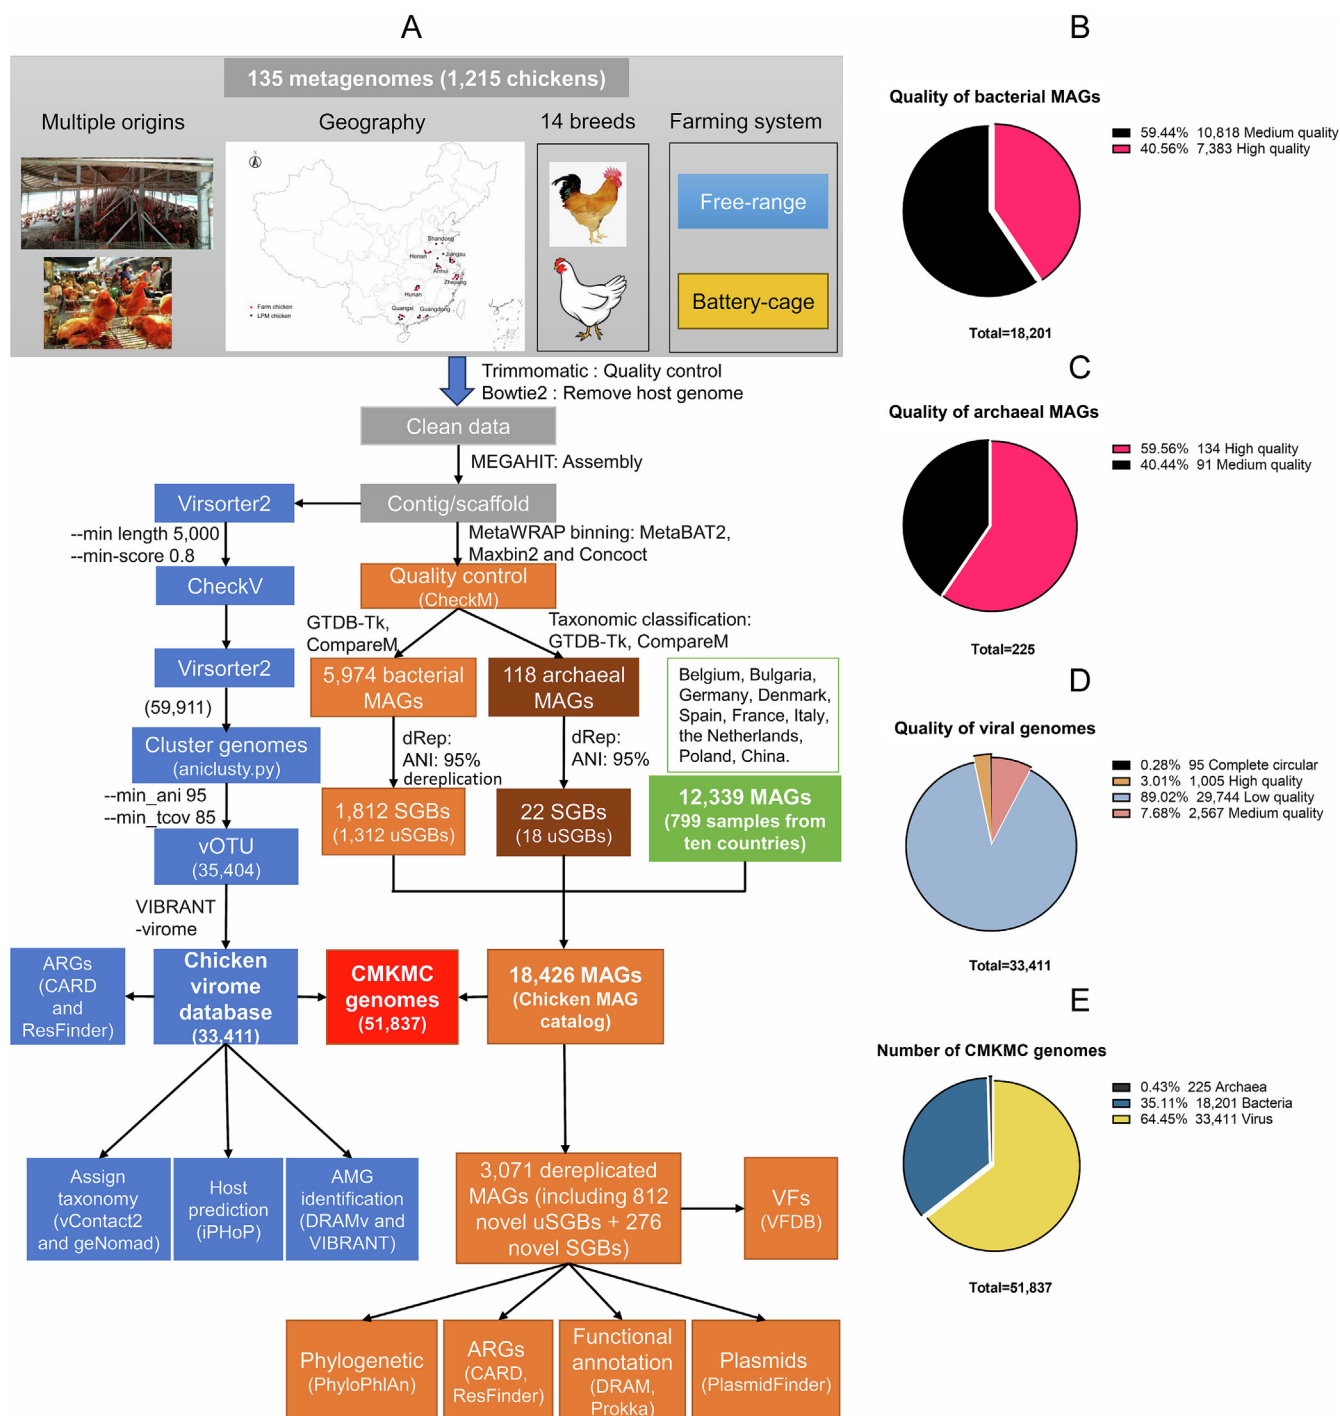 A
135 metagenomes (1,215 chickens)
Multiple origins
Geography
14 breeds
Farming system
Shandong
Henan
Jiangsu
Anhui
Zhejiang
Hunan
Guangxi
Guangdong
Farm chicken
LPM chicken
Free-range
Battery-cage
Trimmomatic : Quality control
Bowtie2 : Remove host genome
Clean data
MEGAHIT: Assembly
Virsorter2
Contig/scaffold
--min length 5,000
--min-score 0.8
MetaWRAP binning: MetaBAT2,
Maxbin2 and Concoct
CheckV
Quality control
(CheckM)
GTDB-Tk,
CompareM
Taxonomic classification:
GTDB-Tk, CompareM
Virsorter2
5,974 bacterial
MAGs
118 archaeal
MAGs
Belgium, Bulgaria,
Germany, Denmark,
Spain, France, Italy,
the Netherlands,
Poland, China.
(59,911)
Cluster genomes
(aniclusty.py)
dRep:
ANI: 95%
dereplication
dRep:
ANI: 95%
--min_ani 95
--min_tcov 85
1,812 SGBs
(1,312 uSGBs)
22 SGBs
(18 uSGBs)
12,339 MAGs
(799 samples from
ten countries)
vOTU
(35,404)
VIBRANT
-virome
ARGs
(CARD
and
ResFinder)
Chicken
virome
database
(33,411)
CMKMC
genomes
(51,837)
18,426 MAGs
(Chicken MAG
catalog)
Assign
taxonomy
(vContact2
and geNomad)
Host
prediction
(iPHoP)
AMG
identification
(DRAMv and
VIBRANT)
3,071 dereplicated
MAGs (including 812
novel uSGBs + 276
novel SGBs)
VFs
(VFDB)
Phylogenetic
(PhyloPhlAn)
ARGs
(CARD,
ResFinder)
Functional
annotation
(DRAM,
Prokka)
Plasmids
(PlasmidFinder)
B
Quality of bacterial MAGs
59.44% 10,818 Medium quality
40.56% 7,383 High quality
Total=18,201
C
Quality of archaeal MAGs
59.56% 134 High quality
40.44% 91 Medium quality
Total=225
D
Quality of viral genomes
0.28% 95 Complete circular
3.01% 1,005 High quality
89.02% 29,744 Low quality
7.68% 2,567 Medium quality
Total=33,411
E
Number of CMKMC genomes
0.43% 225 Archaea
35.11% 18,201 Bacteria
64.45% 33,411 Virus
Total=51,837